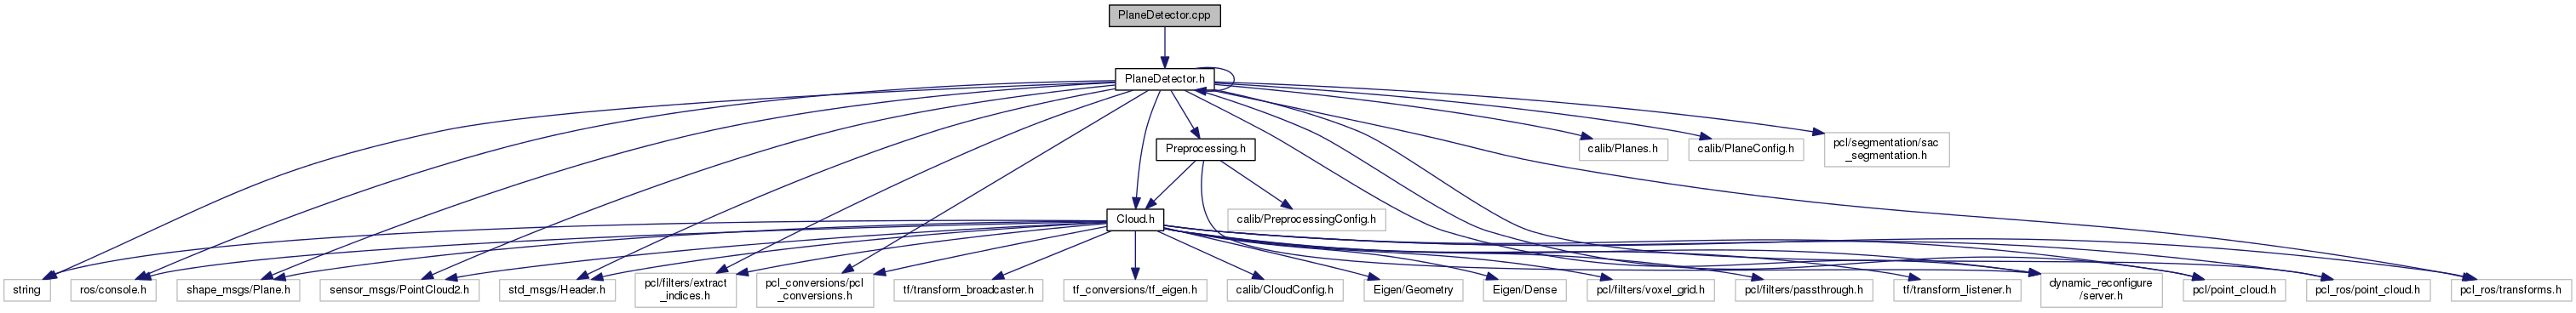 PlaneDetector.cpp
PlaneDetector.h
Preprocessing.h
calib/Planes.h
calib/PlaneConfig.h
pcl/segmentation/sac
_segmentation.h
Cloud.h
calib/PreprocessingConfig.h
string
ros/console.h
shape_msgs/Plane.h
sensor_msgs/PointCloud2.h
std_msgs/Header.h
pcl/filters/extract
_indices.h
pcl_conversions/pcl
_conversions.h
tf/transform_broadcaster.h
tf_conversions/tf_eigen.h
calib/CloudConfig.h
Eigen/Geometry
Eigen/Dense
pcl/filters/voxel_grid.h
pcl/filters/passthrough.h
tf/transform_listener.h
dynamic_reconfigure
/server.h
pcl/point_cloud.h
pcl_ros/point_cloud.h
pcl_ros/transforms.h